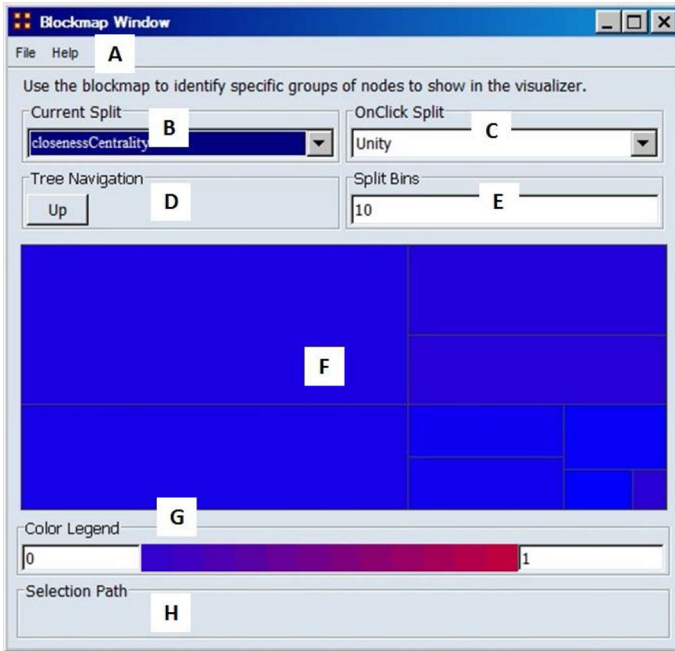 Blockmap Window
File Help A
Use the blockmap to identify specific groups of nodes to show in the visualizer.
Current Split B
OnClick Split C
closenessCentrality
Unity
Tree Navigation D
Split Bins E
Up
10
F
G
Color Legend
0 1
Selection Path
H